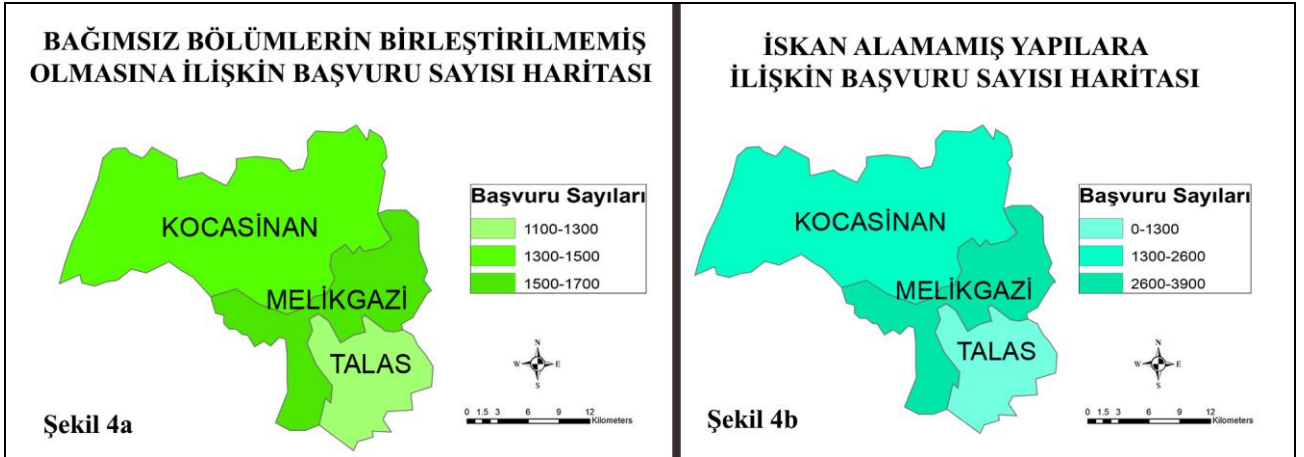 BAĞIMSIZ BÖLÜMLERİN BİRLEŞTİRİLMEMİŞ
OLMASINA İLİŞKİN BAŞVURU SAYISI HARİTASI
KOCASİNAN
MELİKGAZİ
TALAS
Başvuru Sayıları
1100-1300
1300-1500
1500-1700
N
W E
S
0 1.5 3 6 9 12
Kilometers
Şekil 4a
İSKAN ALAMAMIŞ YAPILARA
İLİŞKİN BAŞVURU SAYISI HARİTASI
KOCASİNAN
MELİKGAZİ
TALAS
Başvuru Sayıları
0-1300
1300-2600
2600-3900
N
W E
S
0 1.5 3 6 9 12
Kilometers
Şekil 4b